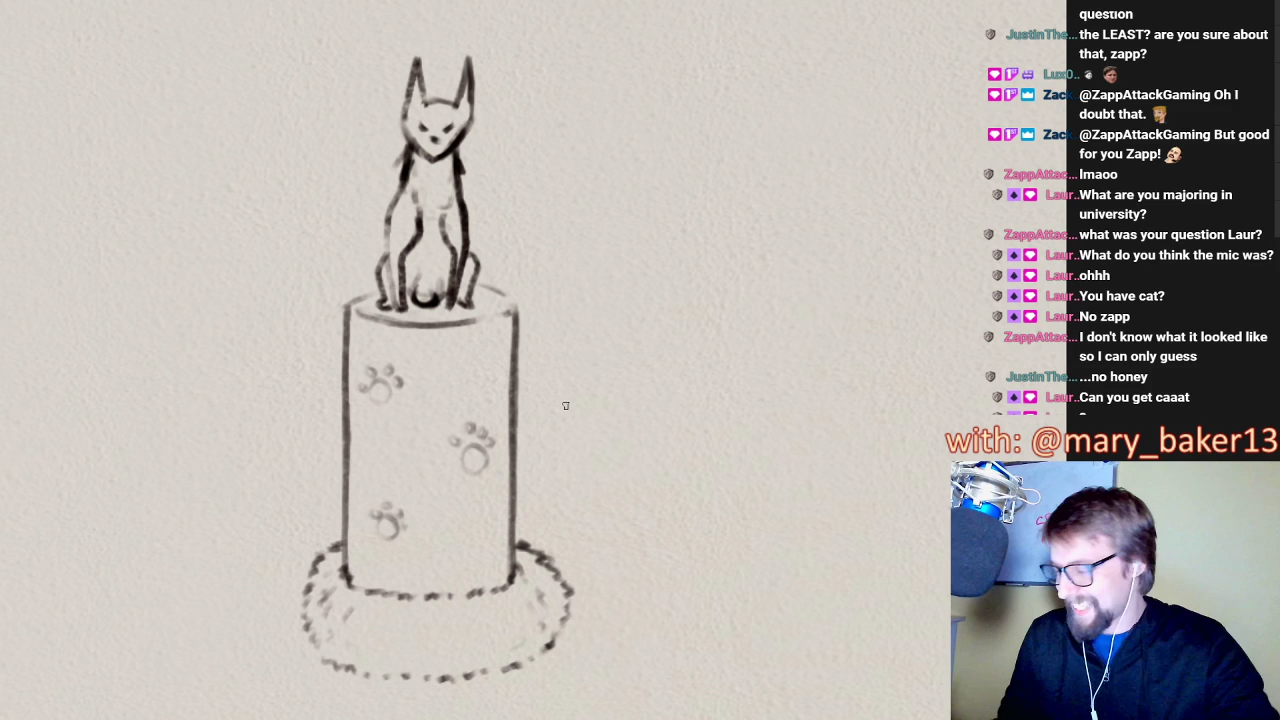 question
JustinThe... the LEAST? are you sure about
that, zapp?
Lux0..
Zack @ZappAttackGaming Oh I
doubt that.
Zack @ZappAttackGaming But good
for you Zapp!
ZappAttac... lmaoo
Laur.. What are you majoring in
university?
ZappAttac... what was your question Laur?
Laur.. What do you think the mic was?
Laur.. ohhh
Laur.. You have cat?
Laur.. No zapp
ZappAttac... I don't know what it looked like
so I can only guess
JustinThe... ...no honey
Laur.. Can you get caaat
with: @mary_baker13